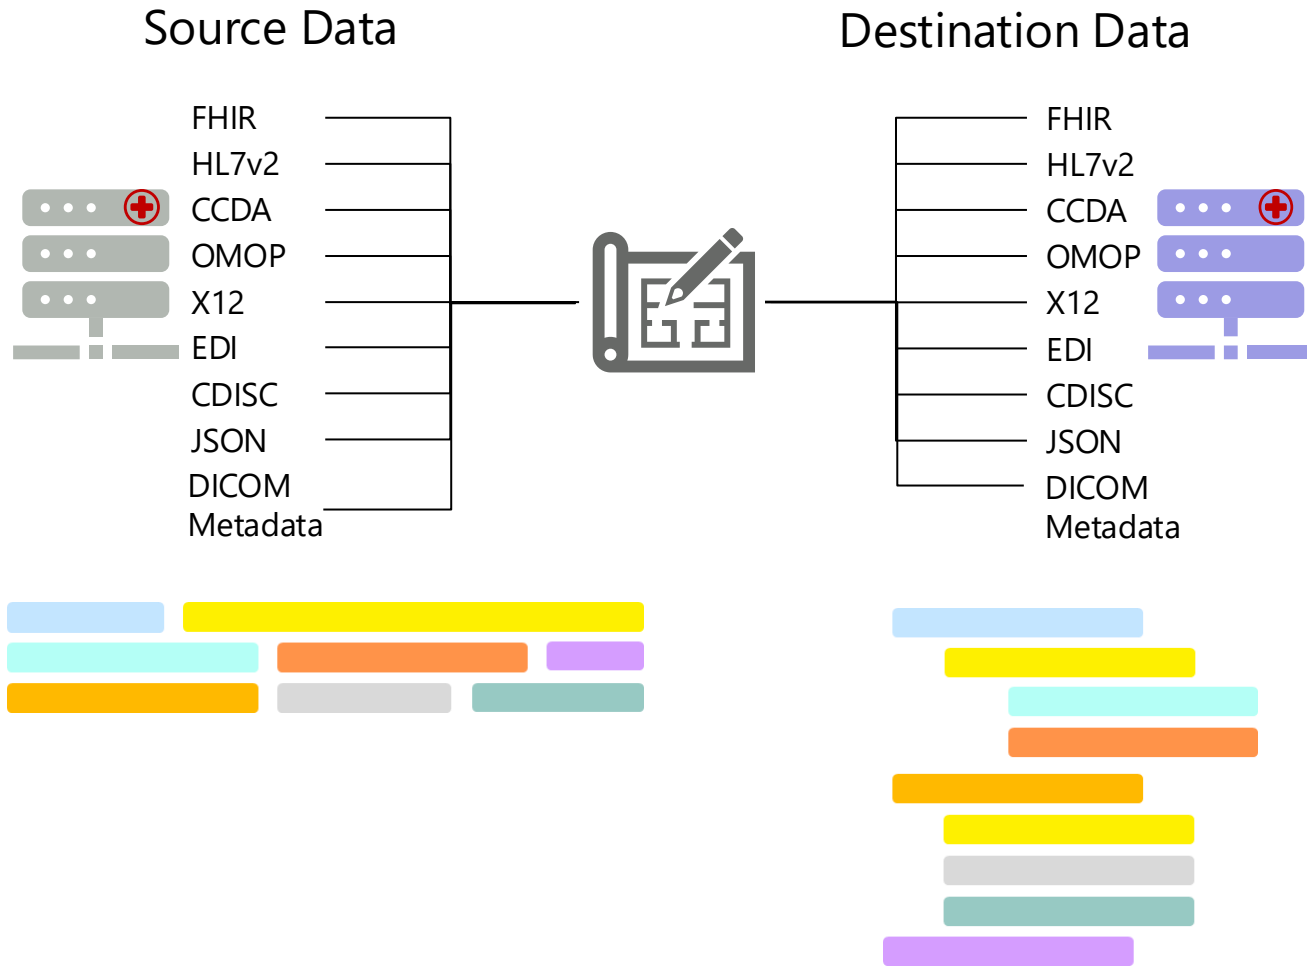 Source Data
FHIR
HL7v2
CCDA
OMOP
X12
EDI
CDISC
JSON
DICOM
Metadata
Destination Data
FHIR
HL7v2
CCDA
OMOP
X12
EDI
CDISC
JSON
DICOM
Metadata